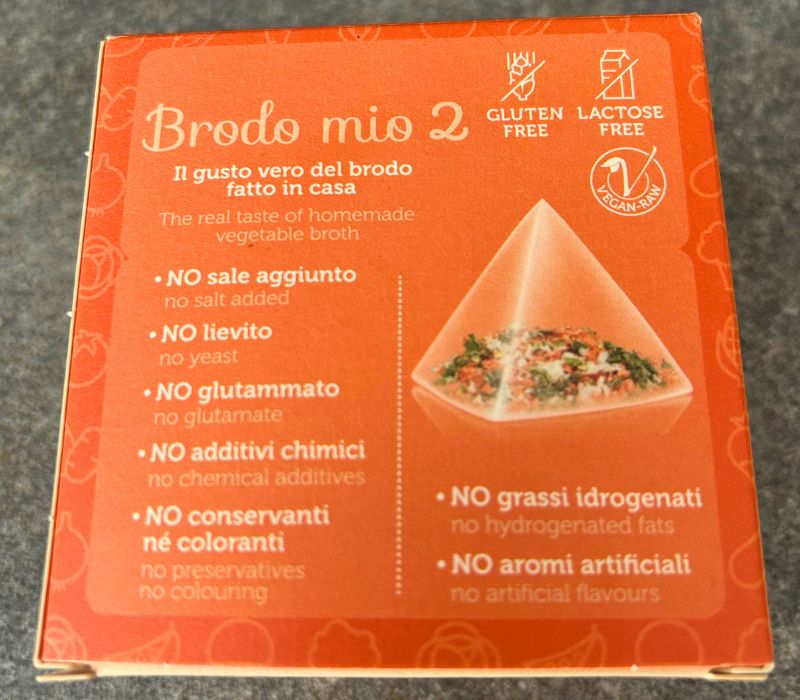 Brodo mio 2
GLUTEN
FREE
LACTOSE
FREE
VEGAN-RAW
Il gusto vero del brodo
fatto in casa
The real taste of homemade
vegetable broth
• NO sale aggiunto
no salt added
• NO lievito
no yeast
• NO glutammato
no glutamate
• NO additivi chimici
no chemical additives
• NO conservanti
né coloranti
no preservatives
no colouring
• NO grassi idrogenati
no hydrogenated fats
• NO aromi artificiali
no artificial flavours